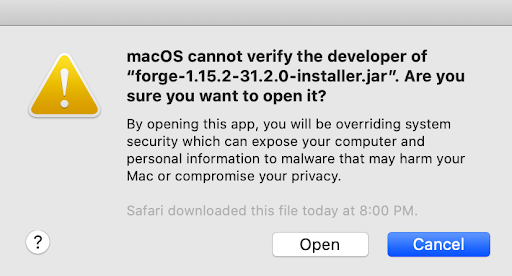 macOS cannot verify the developer of
“forge-1.15.2-31.2.0-installer.jar”. Are you
sure you want to open it?
By opening this app, you will be overriding system
security which can expose your computer and
personal information to malware that may harm your
Mac or compromise your privacy.
Safari downloaded this file today at 8:00 PM.
?
Open
Cancel